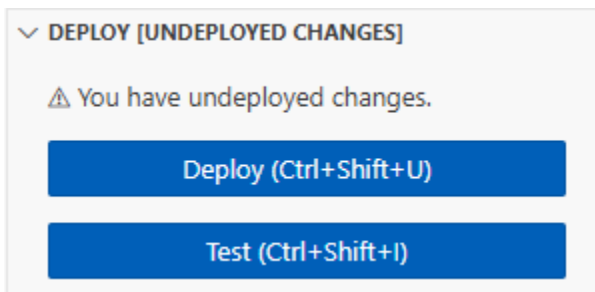 DEPLOY [UNDEPLOYED CHANGES]
⚠ You have undeployed changes.
Deploy (Ctrl+Shift+U)
Test (Ctrl+Shift+I)